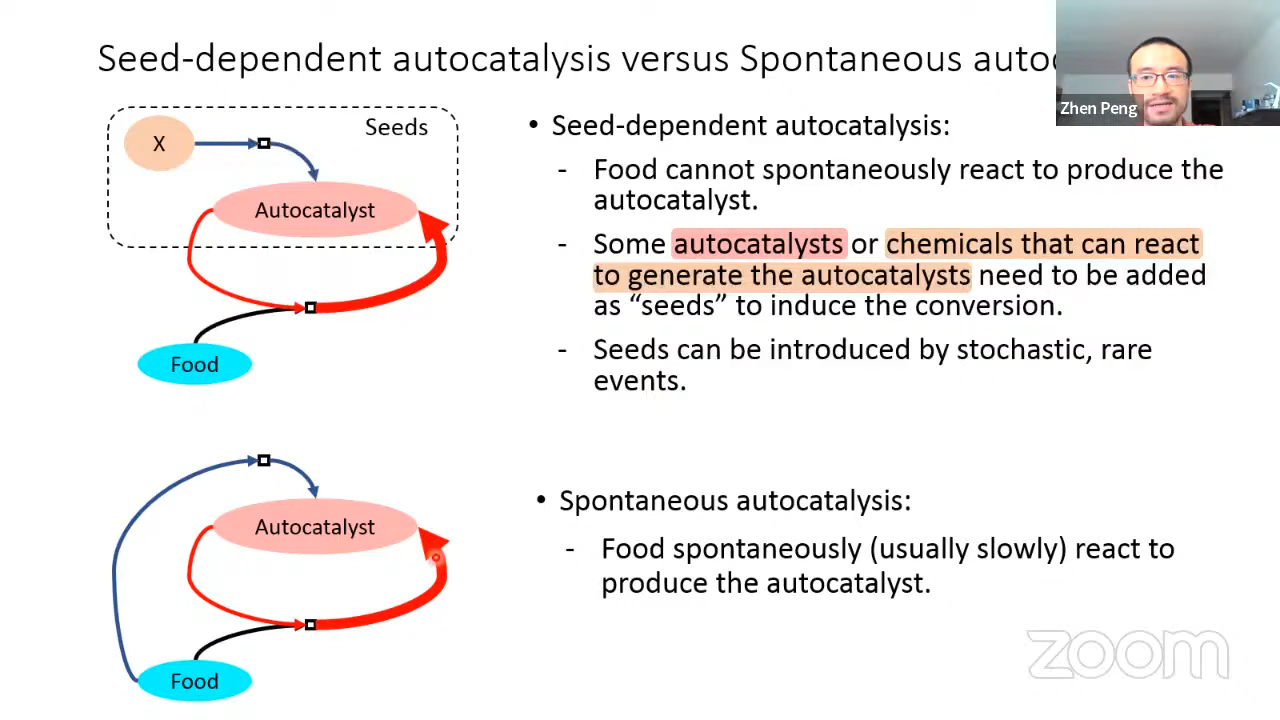 Seed-dependent autocatalysis versus Spontaneous
Zhen Peng
Seeds
X
Autocatalyst
Food
• Seed-dependent autocatalysis:
- Food cannot spontaneously react to produce the
autocatalyst.
- Some autocatalysts or chemicals that can react
to generate the autocatalysts need to be added
as “seeds” to induce the conversion.
- Seeds can be introduced by stochastic, rare
events.
Autocatalyst
Food
• Spontaneous autocatalysis:
- Food spontaneously (usually slowly) react to
produce the autocatalyst.
zoom